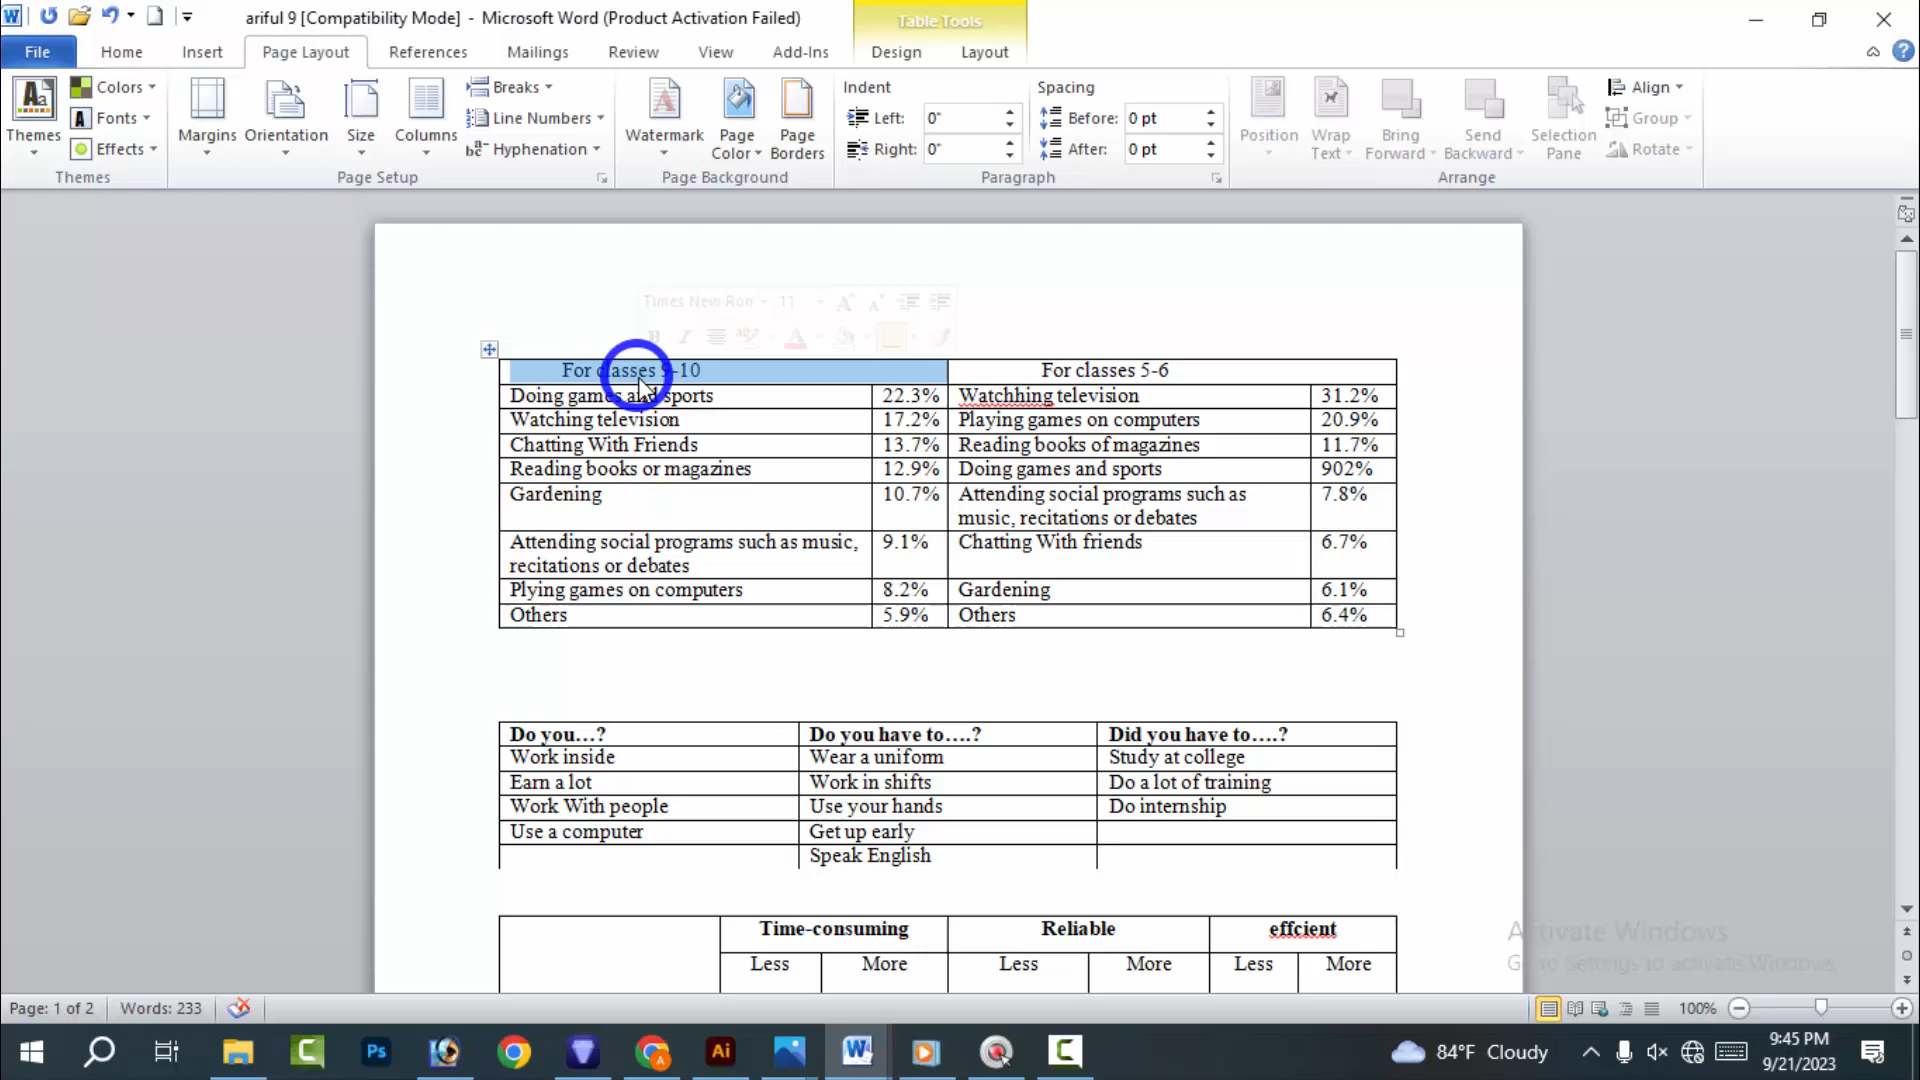 ariful 9 [Compatibility Mode] - Microsoft Word (Product Activation Failed)
Table Tools
File Home Insert Page Layout References Mailings Review View Add-Ins Design Layout
Themes Colors Fonts Effects
Themes
Margins Orientation Size Columns Breaks Line Numbers Hyphenation
Page Setup
Watermark Page Color Page Borders
Page Background
Indent Spacing
Left: 0" Before: 0 pt
Right: 0" After: 0 pt
Paragraph
Position Wrap Text Bring Forward Send Backward Selection Pane Align Group Rotate
Arrange
Times New Ron 11
For classes 9-10 For classes 5-6
Doing games and sports 22.3% Watchhing television 31.2%
Watching television 17.2% Playing games on computers 20.9%
Chatting With Friends 13.7% Reading books of magazines 11.7%
Reading books or magazines 12.9% Doing games and sports 902%
Gardening 10.7% Attending social programs such as 7.8%
music, recitations or debates
Attending social programs such as music, 9.1% Chatting With friends 6.7%
recitations or debates
Plying games on computers 8.2% Gardening 6.1%
Others 5.9% Others 6.4%
Do you…? Do you have to….? Did you have to….?
Work inside Wear a uniform Study at college
Earn a lot Work in shifts Do a lot of training
Work With people Use your hands Do internship
Use a computer Get up early
Speak English
Time-consuming Reliable effcient
Less More Less More Less More
Activate Windows
Go to Settings to activate Windows.
Page: 1 of 2 Words: 233 100%
84°F Cloudy
9:45 PM
9/21/2023